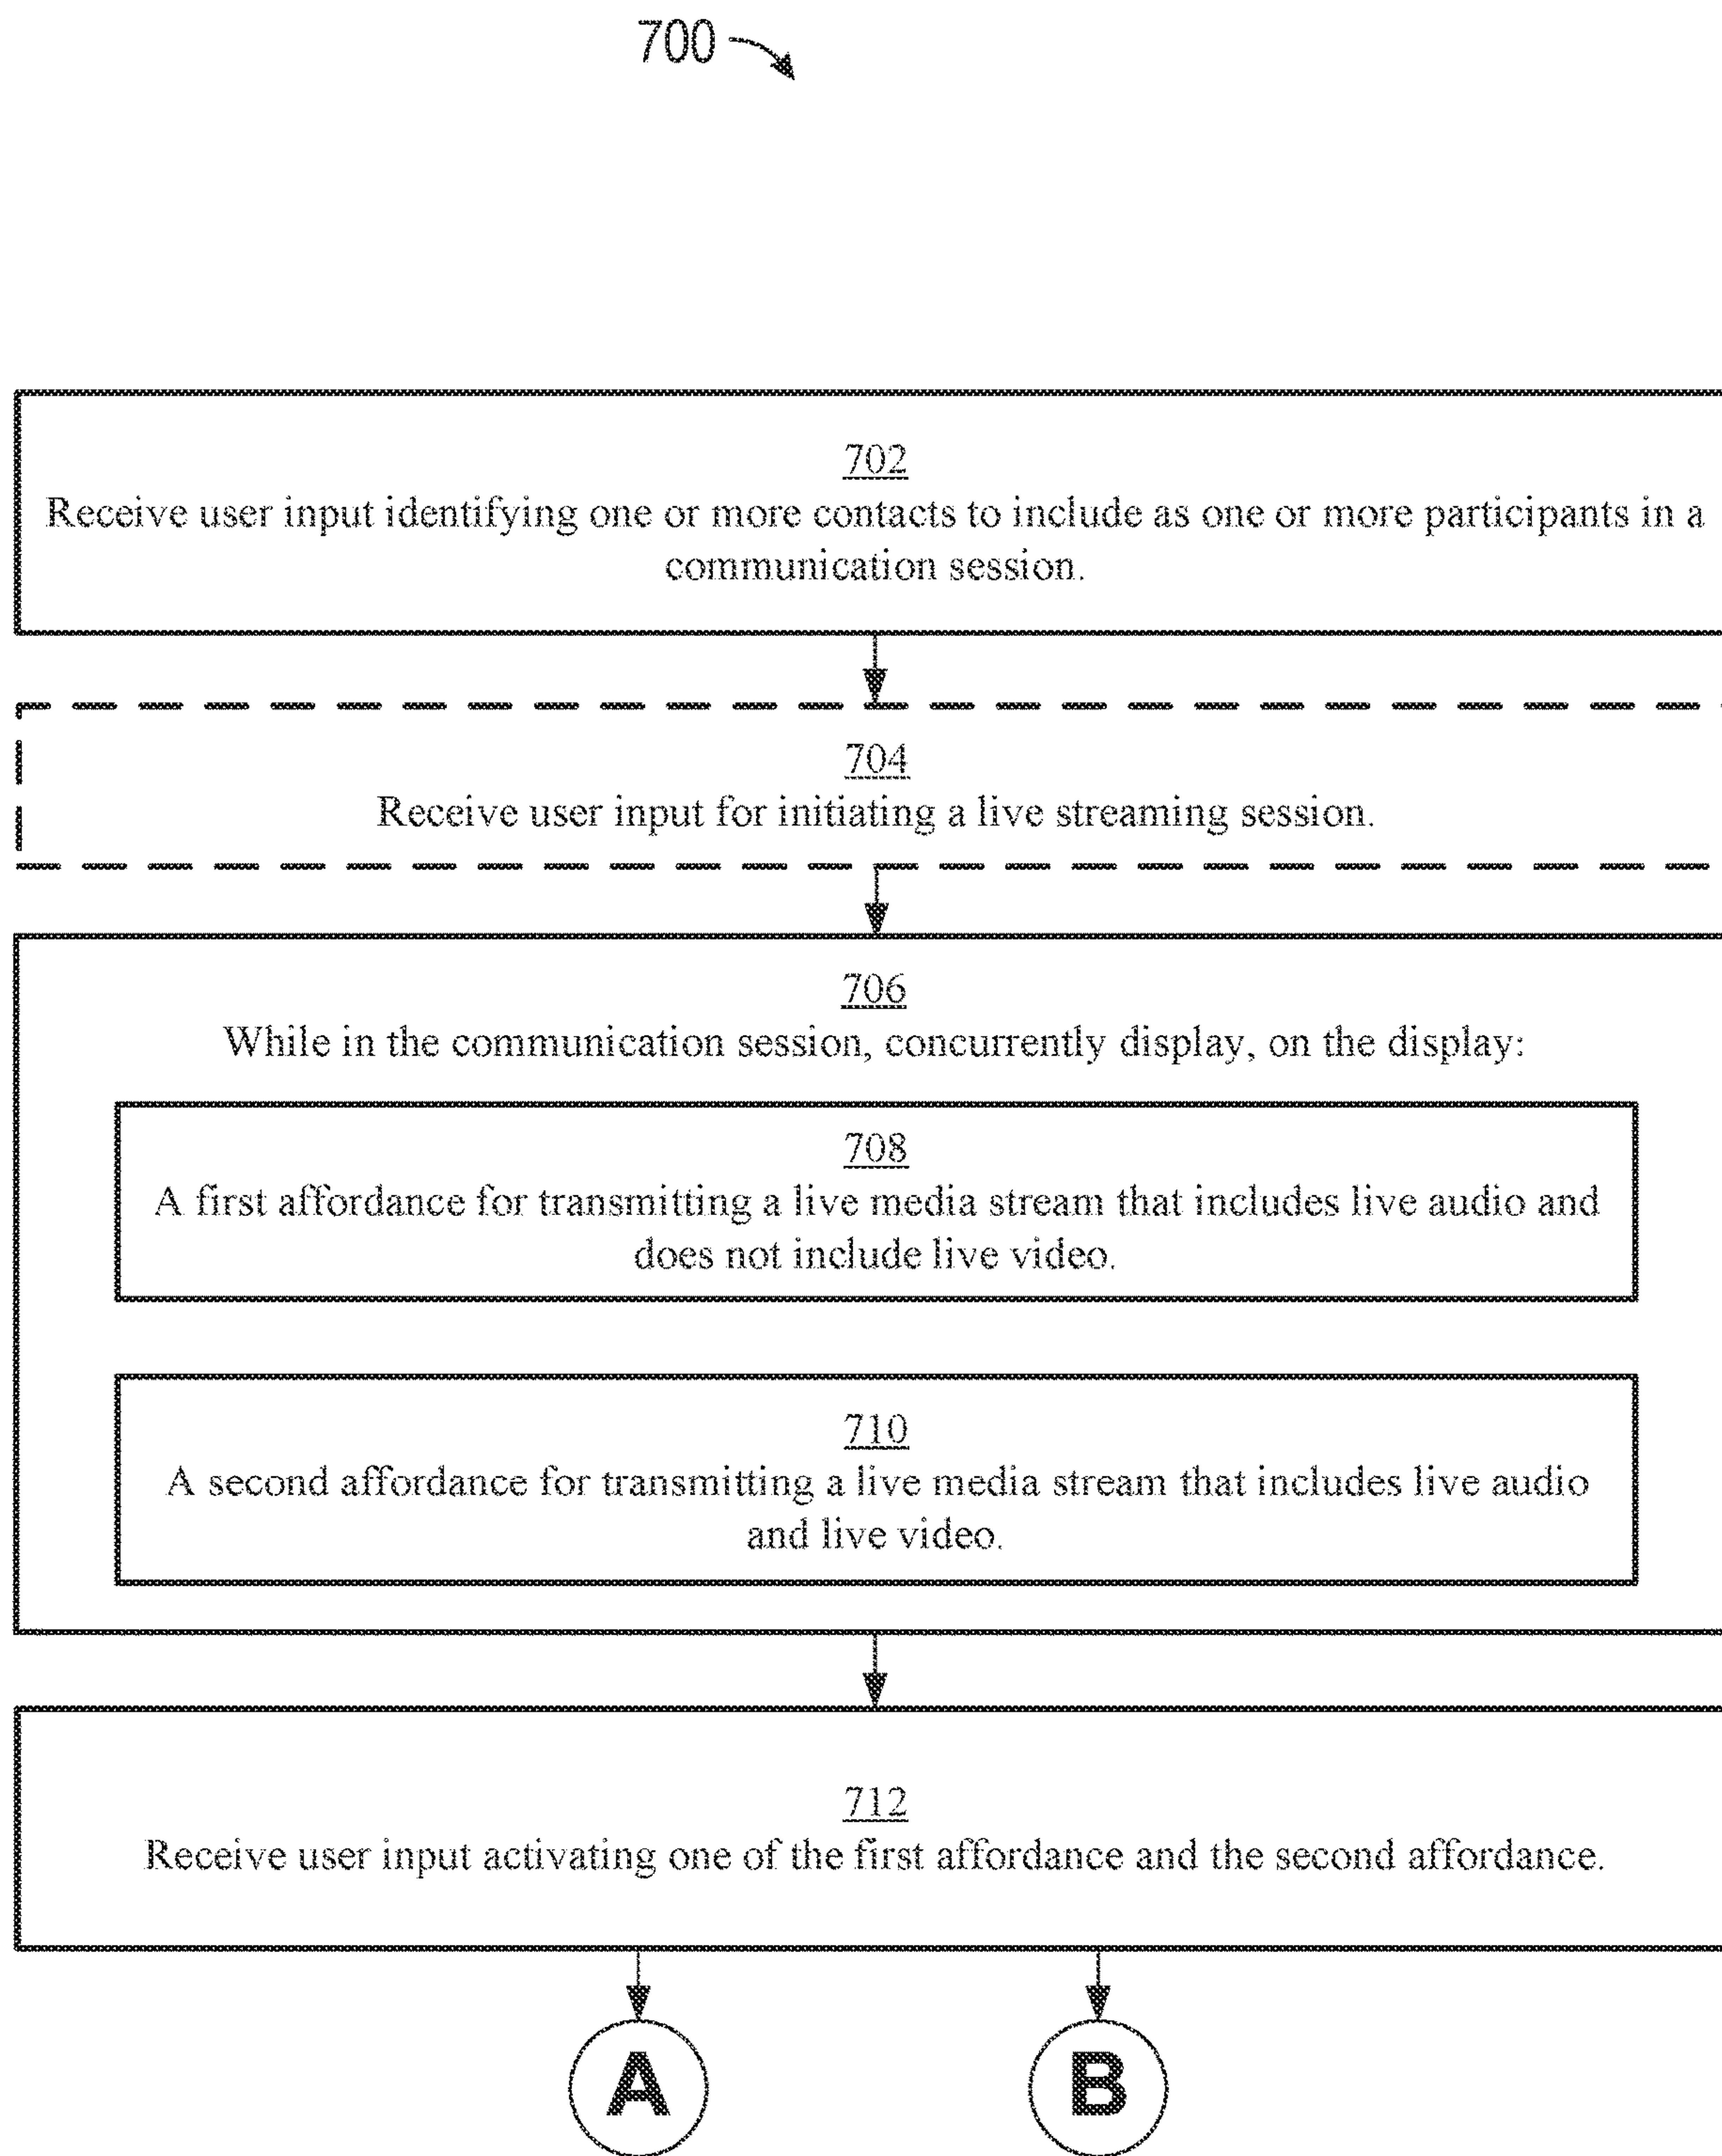 700
702
Receive user input identifying one or more contacts to include as one or more participants in a
communication session.
704
Receive user input for initiating a live streaming session.
706
While in the communication session, concurrently display, on the display:
708
A first affordance for transmitting a live media stream that includes live audio and
does not include live video.
710
A second affordance for transmitting a live media stream that includes live audio
and live video.
712
Receive user input activating one of the first affordance and the second affordance.
A B